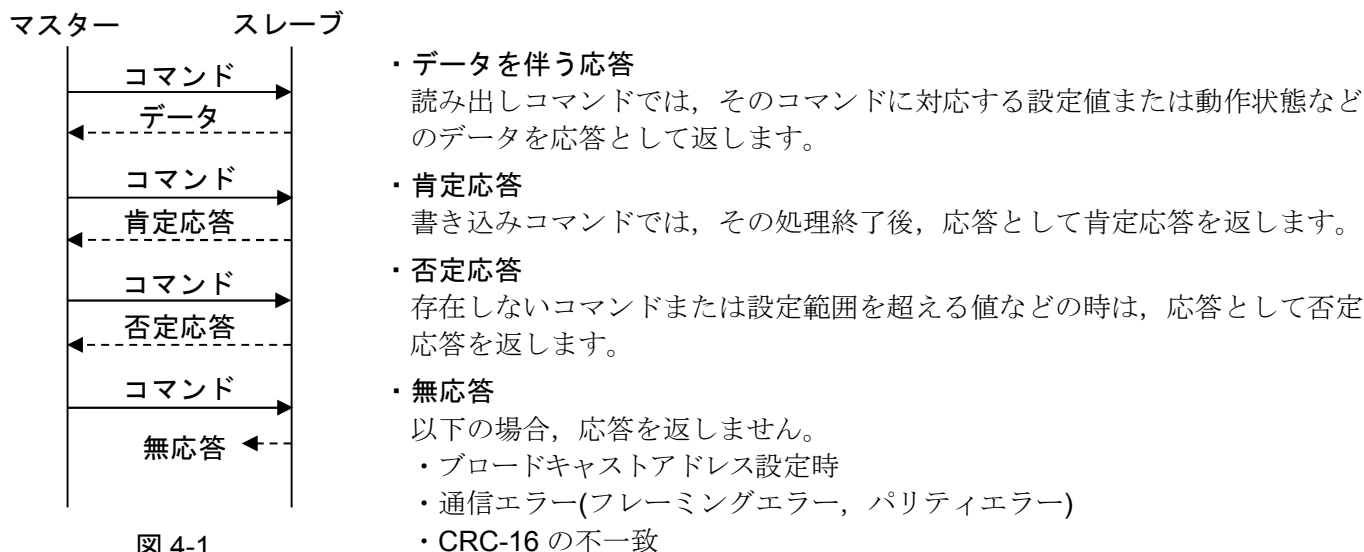 マスター スレーブ
コマンド
データ
コマンド
肯定応答
コマンド
否定応答
コマンド
無応答
図 4-1
・データを伴う応答
読み出しコマンドでは，そのコマンドに対応する設定値または動作状態など
のデータを応答として返します。
・肯定応答
書き込みコマンドでは，その処理終了後，応答として肯定応答を返します。
・否定応答
存在しないコマンドまたは設定範囲を超える値などの時は，応答として否定
応答を返します。
・無応答
以下の場合，応答を返しません。
・ブロードキャストアドレス設定時
・通信エラー(フレーミングエラー，パリティエラー)
・CRC-16 の不一致